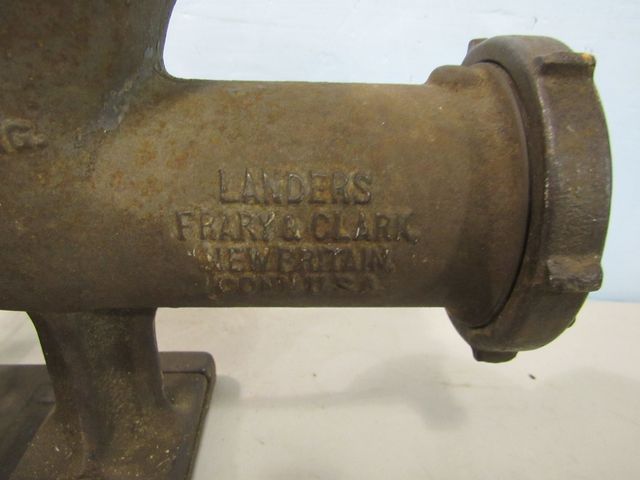 G.
LANDERS
FRARY & CLARK
NEW BRITAIN
CONN. U.S.A.